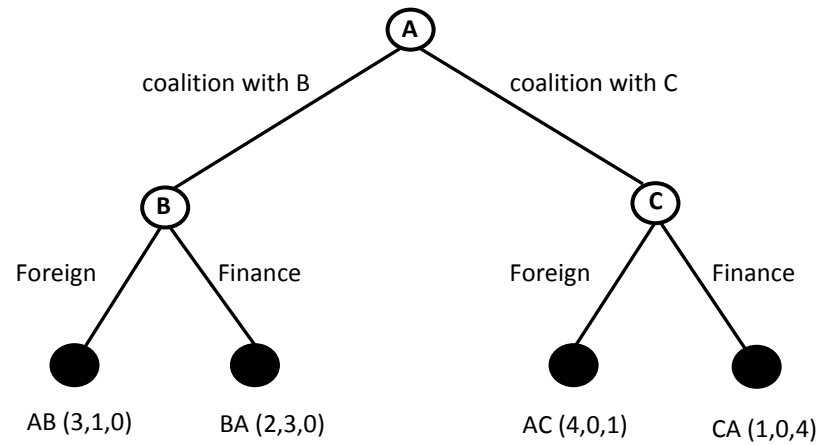 A
coalition with B
coalition with C
B
C
Foreign
Finance
Foreign
Finance
AB (3,1,0)
BA (2,3,0)
AC (4,0,1)
CA (1,0,4)